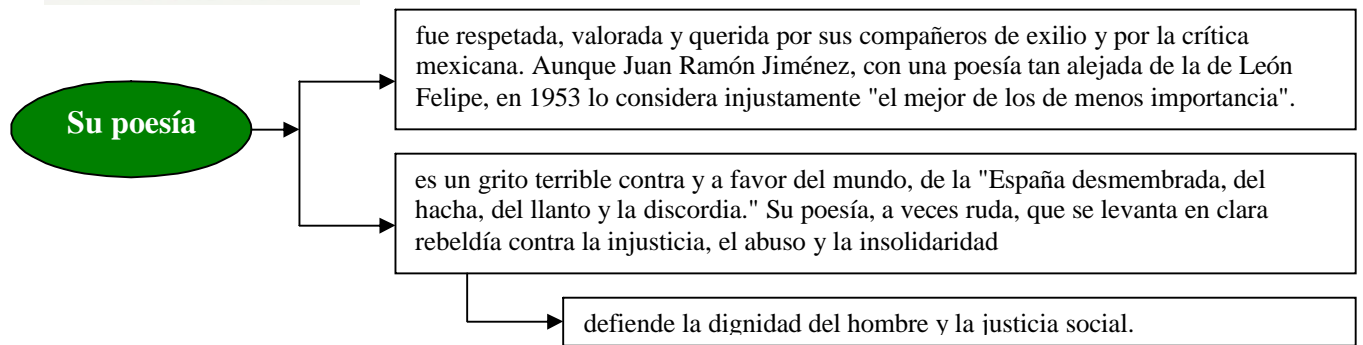 Su poesía
fue respetada, valorada y querida por sus compañeros de exilio y por la crítica
mexicana. Aunque Juan Ramón Jiménez, con una poesía tan alejada de la de León
Felipe, en 1953 lo considera injustamente "el mejor de los de menos importancia".
es un grito terrible contra y a favor del mundo, de la "España desmembrada, del
hacha, del llanto y la discordia." Su poesía, a veces ruda, que se levanta en clara
rebeldía contra la injusticia, el abuso y la insolidaridad
defiende la dignidad del hombre y la justicia social.